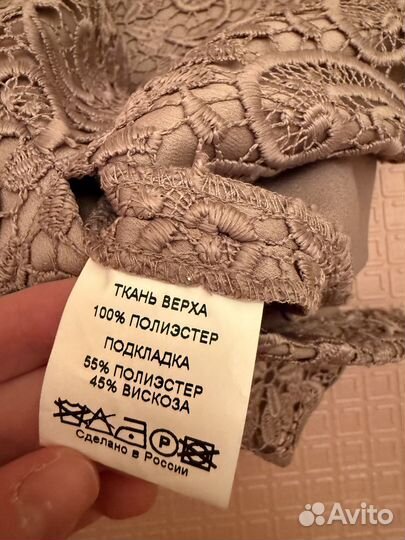 ТКАНЬ ВЕРХА
100% ПОЛИЭСТЕР
ПОДКЛАДКА
55% ПОЛИЭСТЕР
45% ВИСКОЗА
P
Сделано в России
Avito